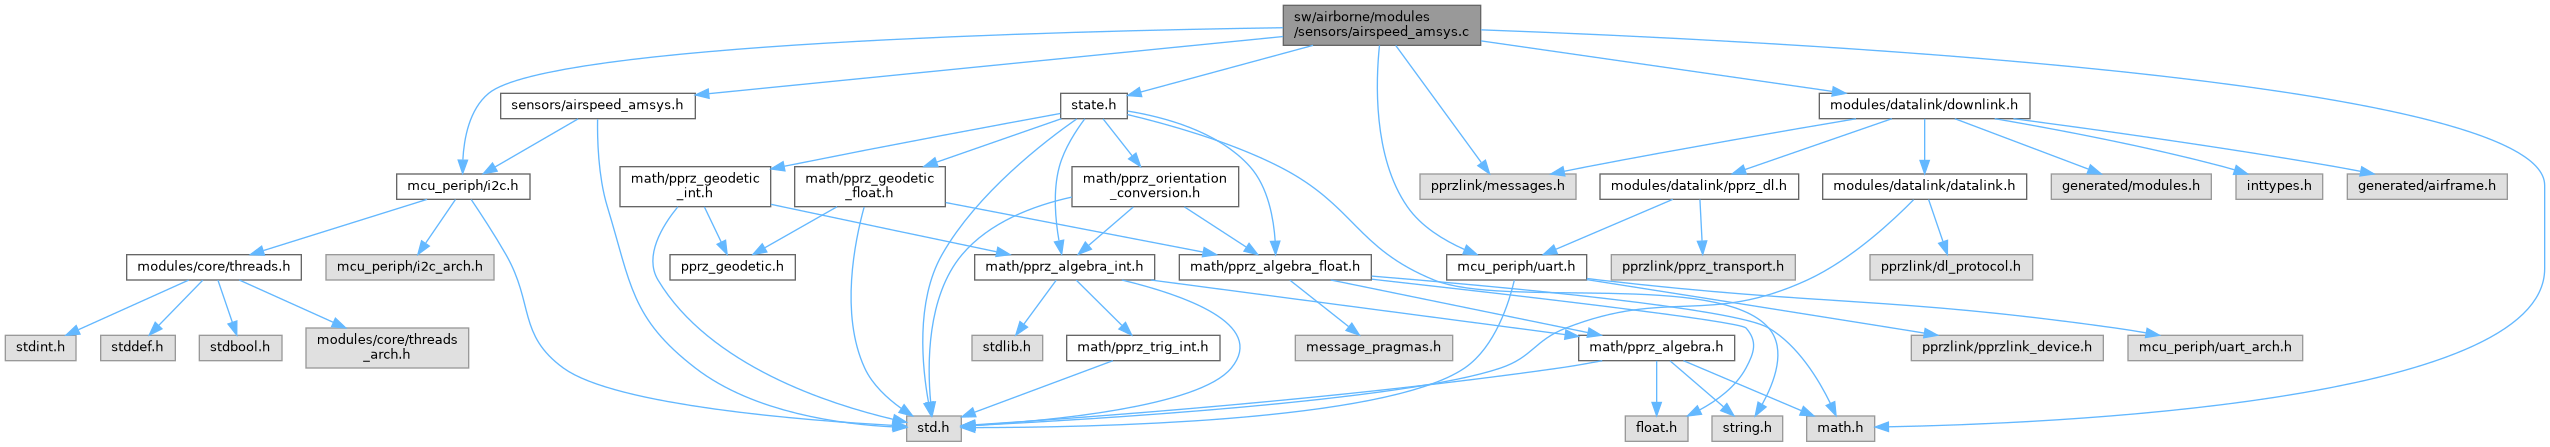 sw/airborne/modules
/sensors/airspeed_amsys.c
sensors/airspeed_amsys.h
state.h
modules/datalink/downlink.h
mcu_periph/i2c.h
math/pprz_geodetic
_int.h
math/pprz_geodetic
_float.h
math/pprz_orientation
_conversion.h
pprzlink/messages.h
modules/datalink/pprz_dl.h
modules/datalink/datalink.h
generated/modules.h
inttypes.h
generated/airframe.h
modules/core/threads.h
mcu_periph/i2c_arch.h
pprz_geodetic.h
math/pprz_algebra_int.h
math/pprz_algebra_float.h
mcu_periph/uart.h
pprzlink/pprz_transport.h
pprzlink/dl_protocol.h
stdint.h
stddef.h
stdbool.h
modules/core/threads
_arch.h
stdlib.h
math/pprz_trig_int.h
message_pragmas.h
math/pprz_algebra.h
pprzlink/pprzlink_device.h
mcu_periph/uart_arch.h
std.h
float.h
string.h
math.h